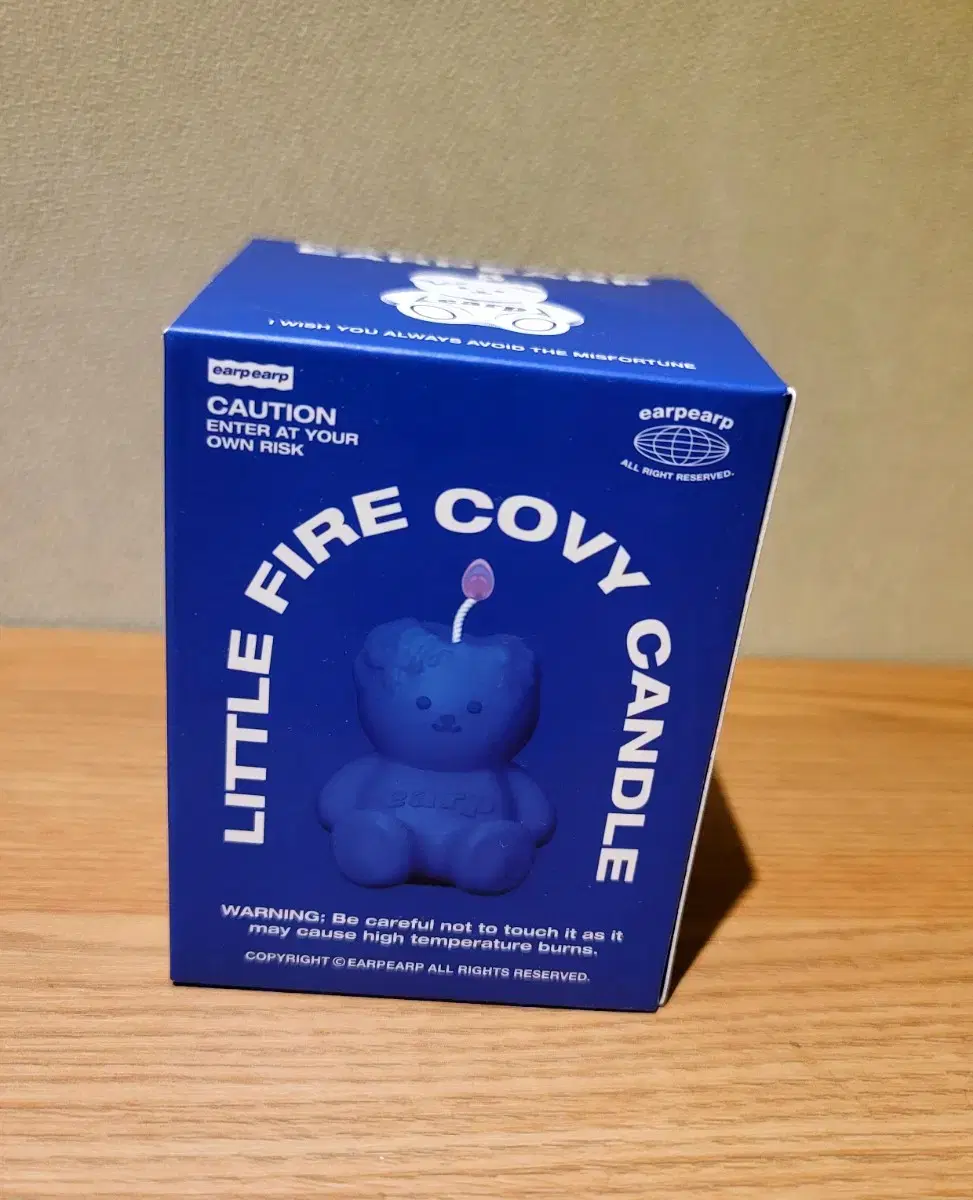 EARPEARP
earp
I WISH YOU ALWAYS AVOID THE MISFORTUNE
earpearp
CAUTION
ENTER AT YOUR
OWN RISK
earpearp
ALL RIGHT RESERVED.
LITTLE FIRE COVY CANDLE
earp
WARNING: Be careful not to touch it as it
may cause high temperature burns.
COPYRIGHT © EARPEARP ALL RIGHTS RESERVED.